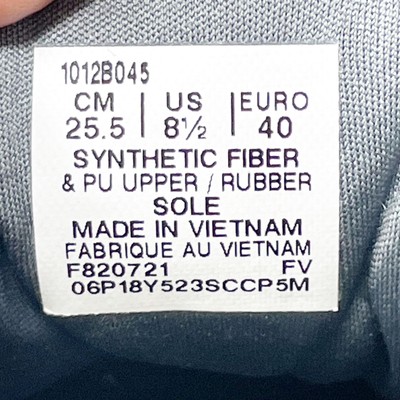 1012B045
CM | US | EURO
25.5 | 8½ | 40
SYNTHETIC FIBER
& PU UPPER / RUBBER
SOLE
MADE IN VIETNAM
FABRIQUE AU VIETNAM
F820721 FV
06P18Y523SCCP5M